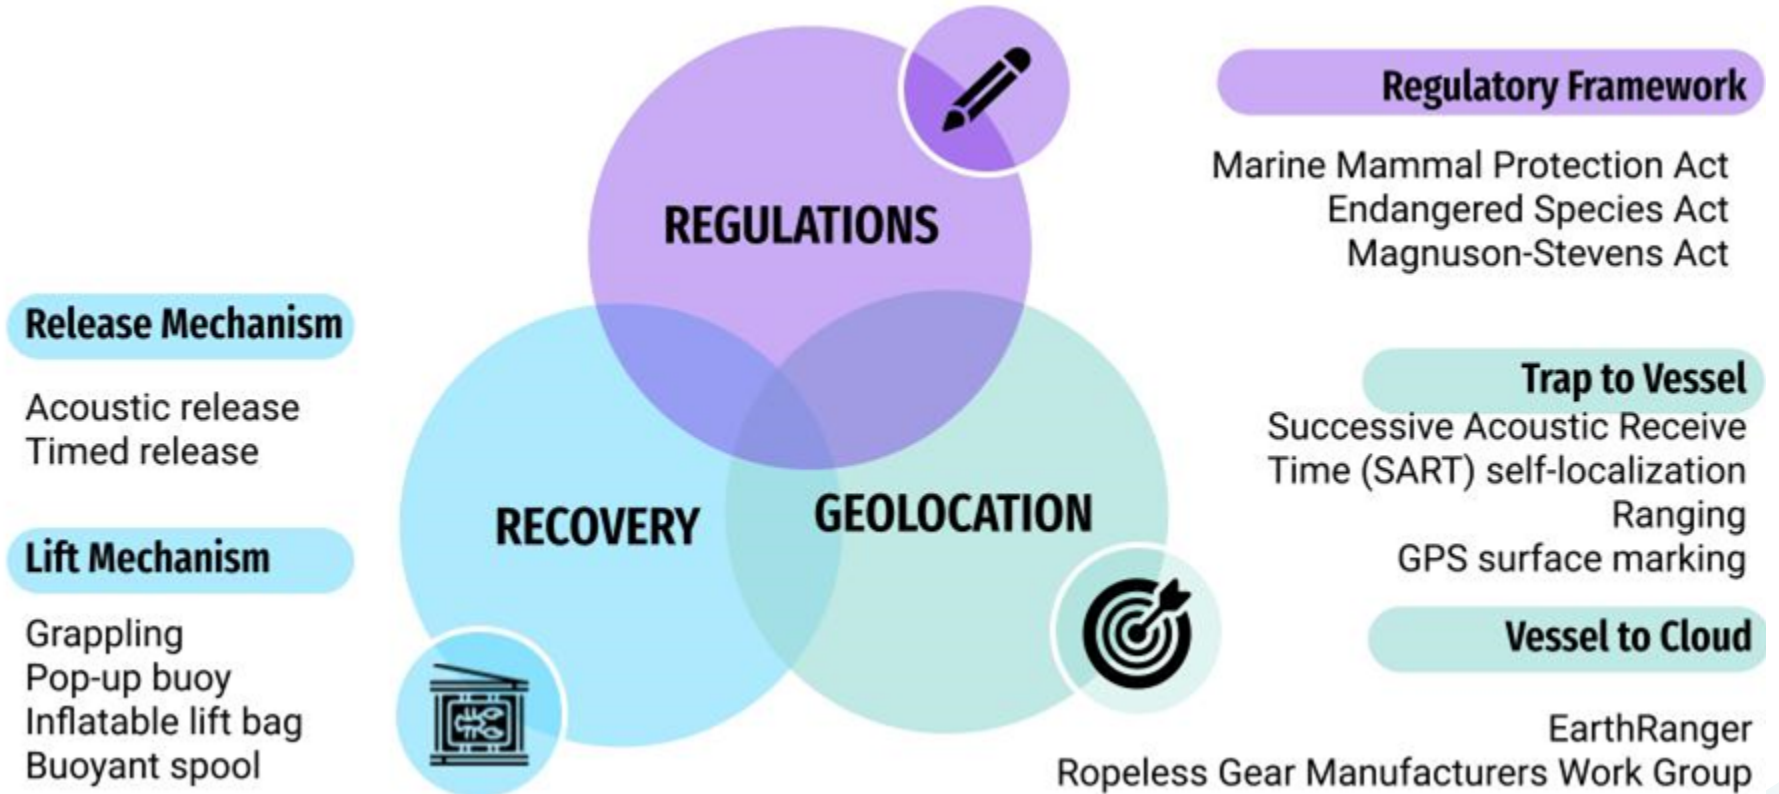 REGULATIONS
RECOVERY
GEOLOCATION
Release Mechanism
Acoustic release
Timed release
Lift Mechanism
Grappling
Pop-up buoy
Inflatable lift bag
Buoyant spool
Regulatory Framework
Marine Mammal Protection Act
Endangered Species Act
Magnuson-Stevens Act
Trap to Vessel
Successive Acoustic Receive
Time (SART) self-localization
Ranging
GPS surface marking
Vessel to Cloud
EarthRanger
Ropeless Gear Manufacturers Work Group